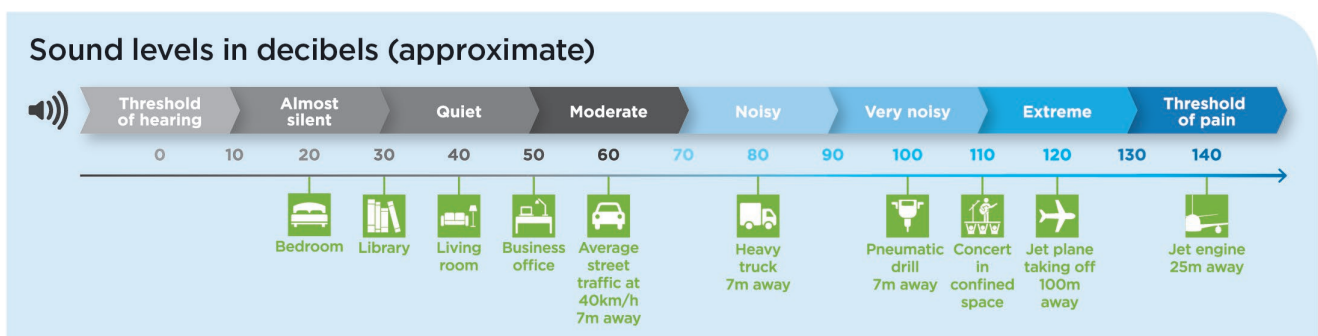 Sound levels in decibels (approximate)
Threshold
of hearing
Almost
silent
Quiet
Moderate
Noisy
Very noisy
Extreme
Threshold
of pain
0 10 20 30 40 50 60 70 80 90 100 110 120 130 140
Bedroom
Library
Living
room
Business
office
Average
street
traffic at
40km/h
7m away
Heavy
truck
7m away
Pneumatic
drill
7m away
Concert
in
confined
space
Jet plane
taking off
100m
away
Jet engine
25m away